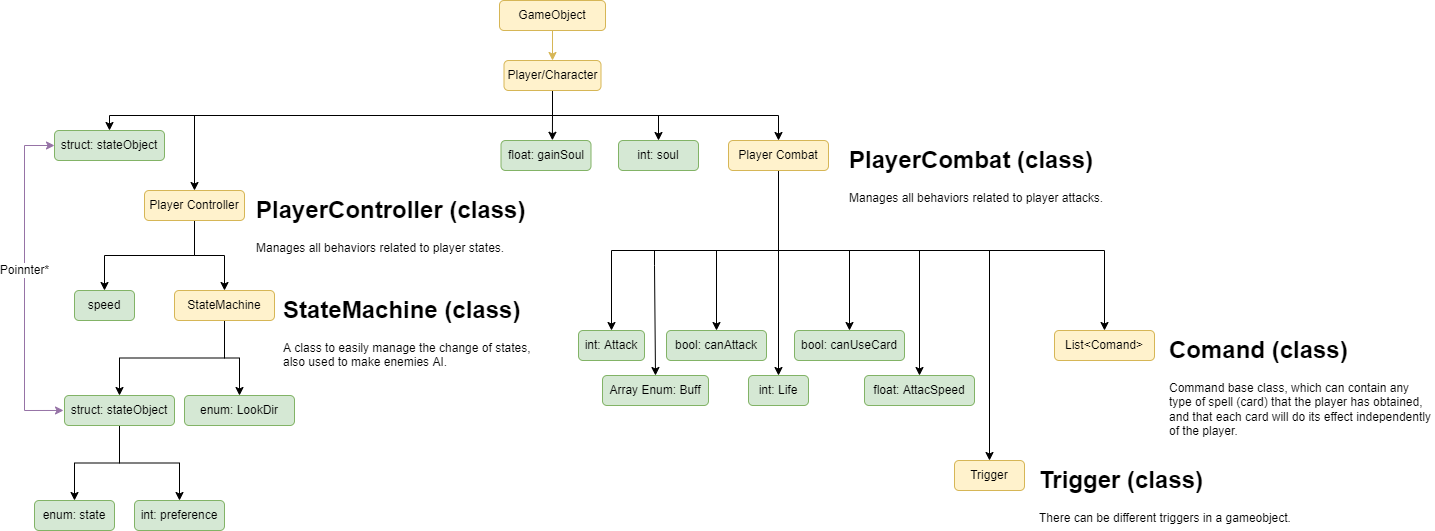 GameObject
Player/Character
struct: stateObject
float: gainSoul
int: soul
Player Combat
PlayerCombat (class)
Manages all behaviors related to player attacks.
Player Controller
PlayerController (class)
Manages all behaviors related to player states.
Poinnter*
speed
StateMachine
StateMachine (class)
A class to easily manage the change of states,
also used to make enemies AI.
int: Attack
bool: canAttack
bool: canUseCard
List<Comand>
Comand (class)
Command base class, which can contain any
type of spell (card) that the player has obtained,
and that each card will do its effect independently
of the player.
Array Enum: Buff
int: Life
float: AttacSpeed
struct: stateObject
enum: LookDir
Trigger
Trigger (class)
There can be different triggers in a gameobject.
enum: state
int: preference